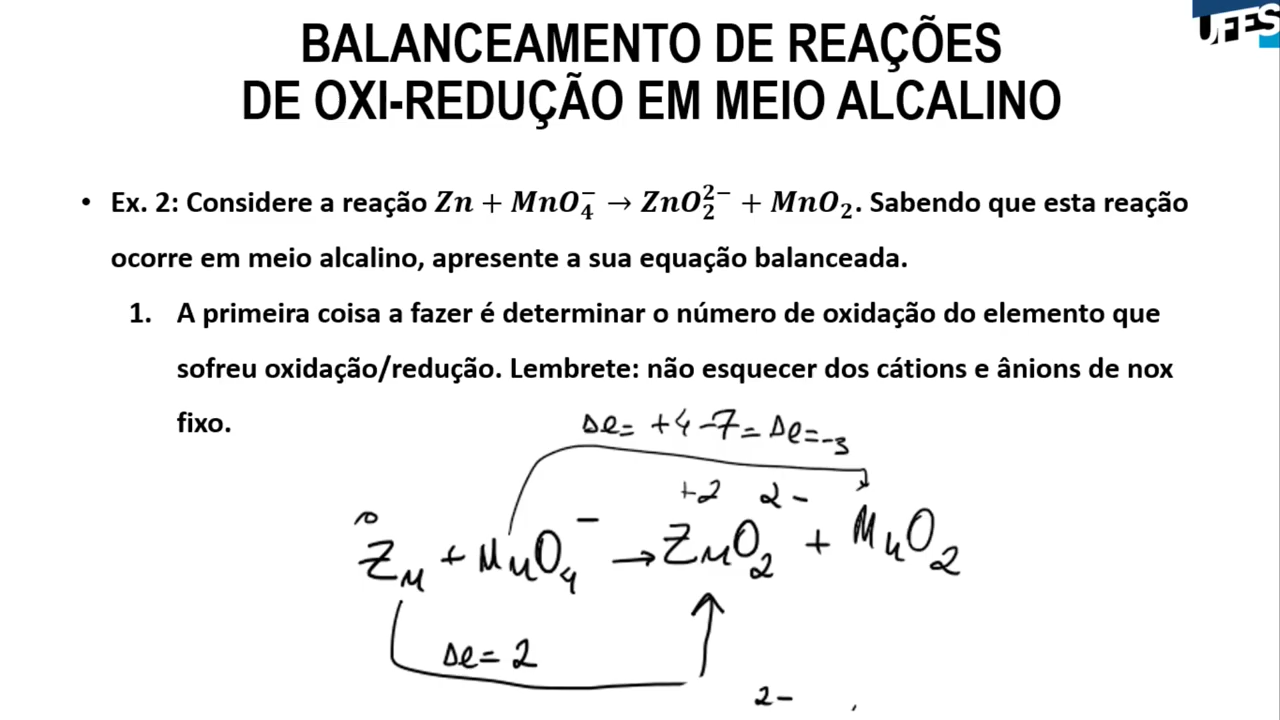 UFES
BALANCEAMENTO DE REAÇÕES
DE OXI-REDUÇÃO EM MEIO ALCALINO
• Ex. 2: Considere a reação Zn + MnO₄⁻ → ZnO₂²⁻ + MnO₂. Sabendo que esta reação
ocorre em meio alcalino, apresente a sua equação balanceada.
1. A primeira coisa a fazer é determinar o número de oxidação do elemento que
sofreu oxidação/redução. Lembrete: não esquecer dos cátions e ânions de nox
fixo.
Δe= +4 -7 = Δe=-3
0 +2 2-
Zn + MnO₄⁻ → ZnO₂ + MnO₂
Δe= 2
2-